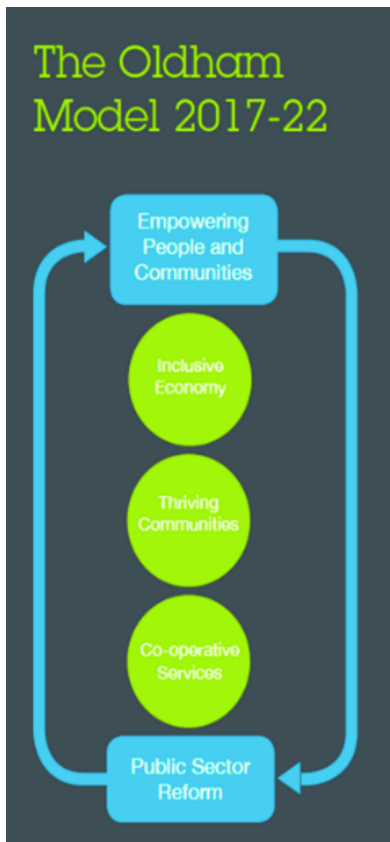 The Oldham
Model 2017-22
Empowering
People and
Communities
Inclusive
Economy
Thriving
Communities
Co-operative
Services
Public Sector
Reform